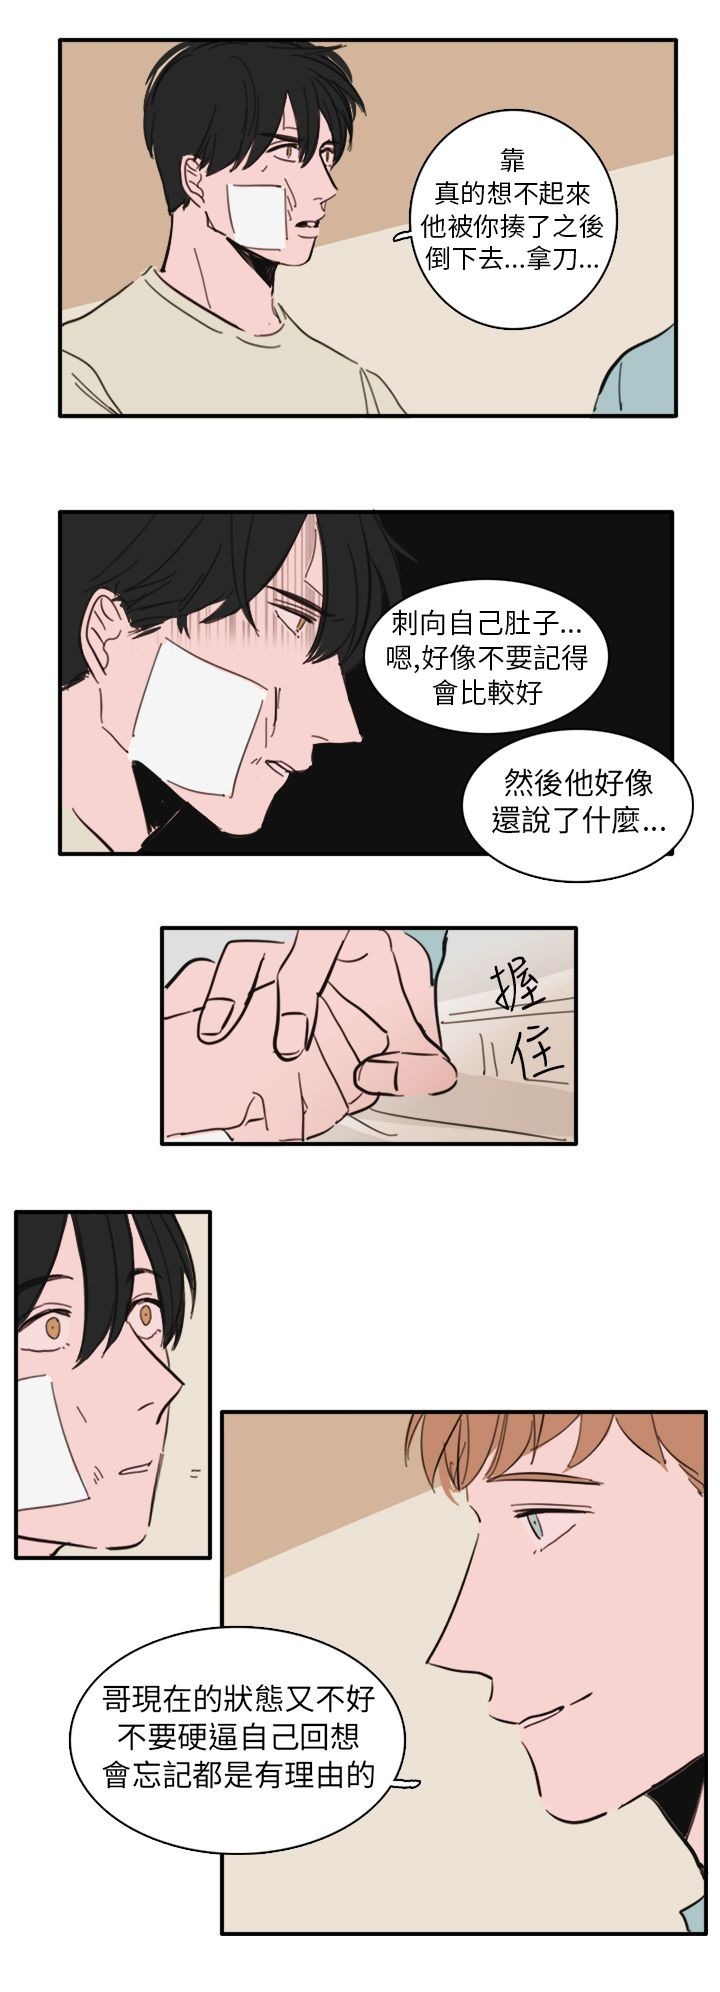 靠
真的想不起來
他被你揍了之後
倒下去...拿刀...
刺向自己肚子...
嗯,好像不要記得
會比較好
然後他好像
還說了什麼...
握
住
哥現在的狀態又不好
不要硬逼自己回想
會忘記都是有理由的